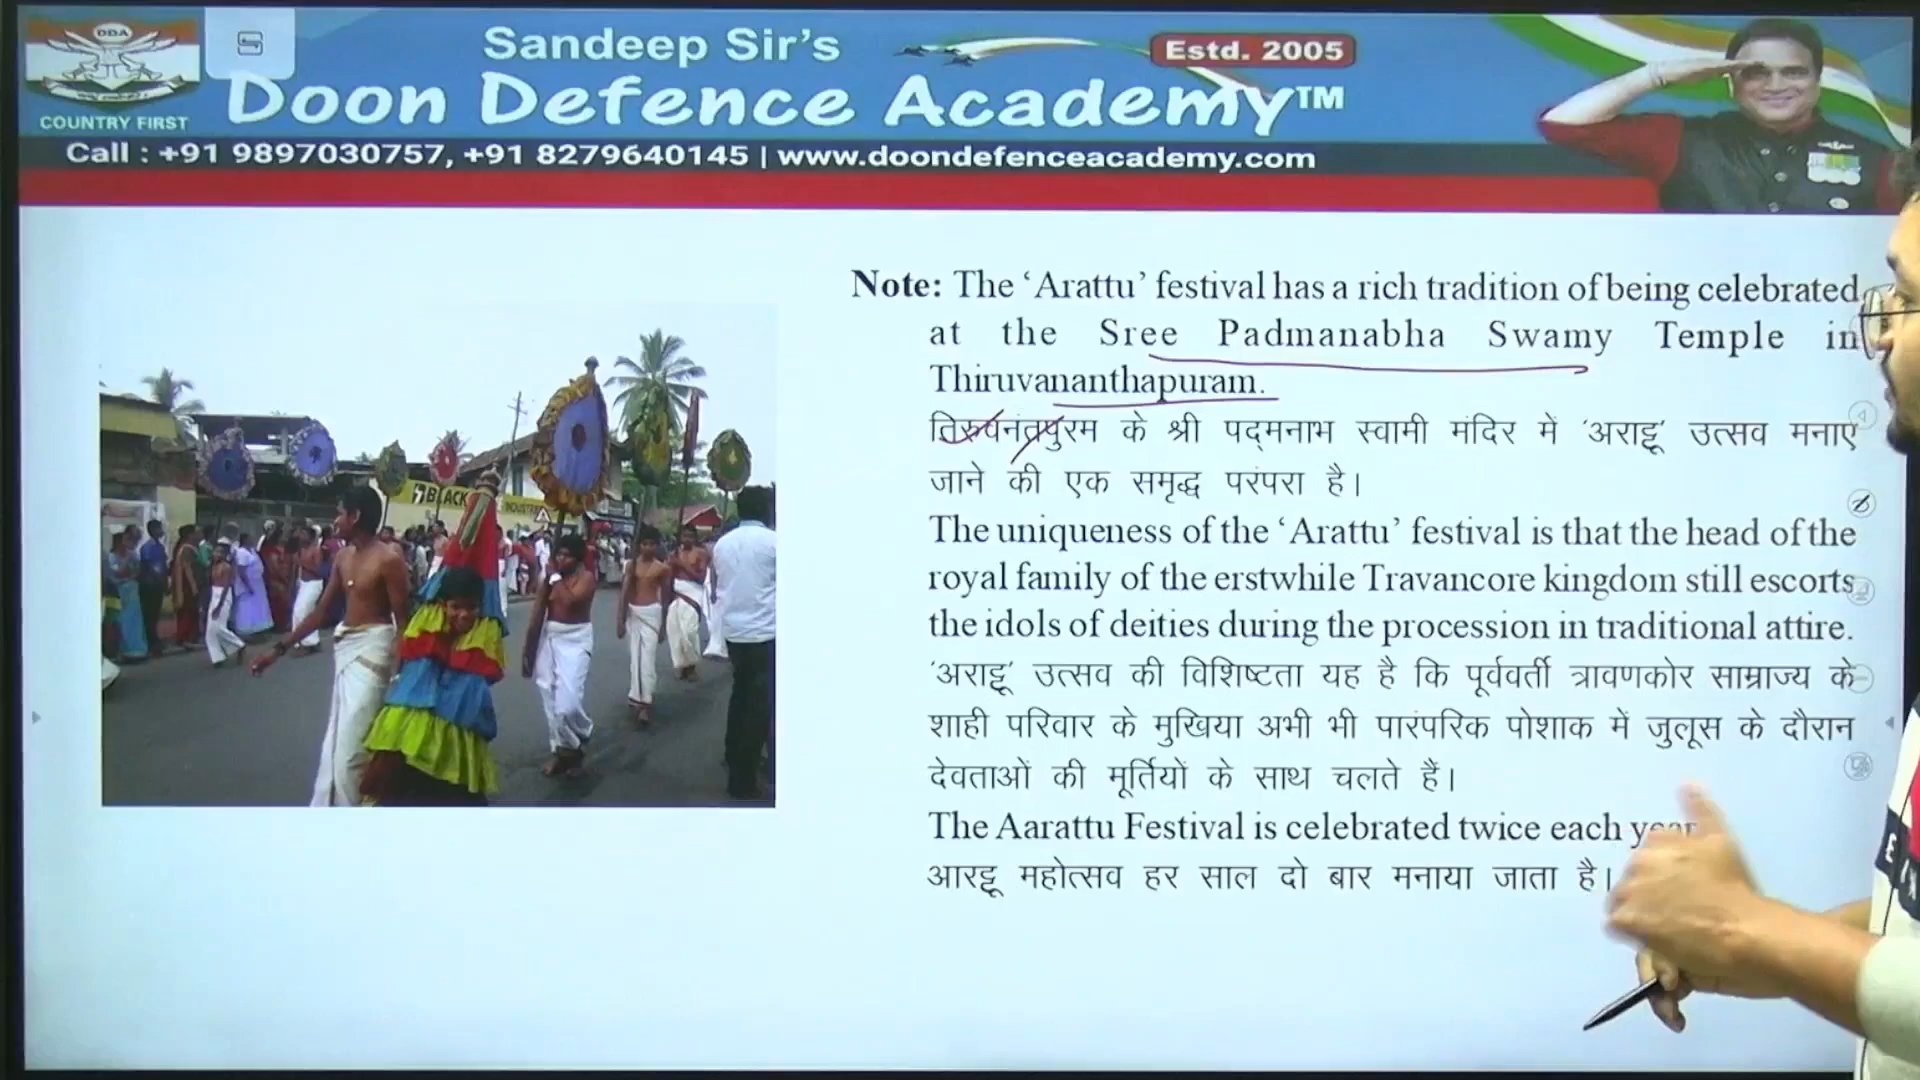 DDA
COUNTRY FIRST
Sandeep Sir's
Estd. 2005
Doon Defence Academy™
Call : +91 9897030757, +91 8279640145 | www.doondefenceacademy.com
Note: The ‘Arattu’ festival has a rich tradition of being celebrated
at the Sree Padmanabha Swamy Temple in
Thiruvananthapuram.
तिरुवनंतपुरम के श्री पद्मनाभ स्वामी मंदिर में ‘अराट्टू’ उत्सव मनाए
जाने की एक समृद्ध परंपरा है।
The uniqueness of the ‘Arattu’ festival is that the head of the
royal family of the erstwhile Travancore kingdom still escorts
the idols of deities during the procession in traditional attire.
‘अराट्टू’ उत्सव की विशिष्टता यह है कि पूर्ववर्ती त्रावणकोर साम्राज्य के
शाही परिवार के मुखिया अभी भी पारंपरिक पोशाक में जुलूस के दौरान
देवताओं की मूर्तियों के साथ चलते हैं।
The Aarattu Festival is celebrated twice each year
आरट्टू महोत्सव हर साल दो बार मनाया जाता है।
BLACK